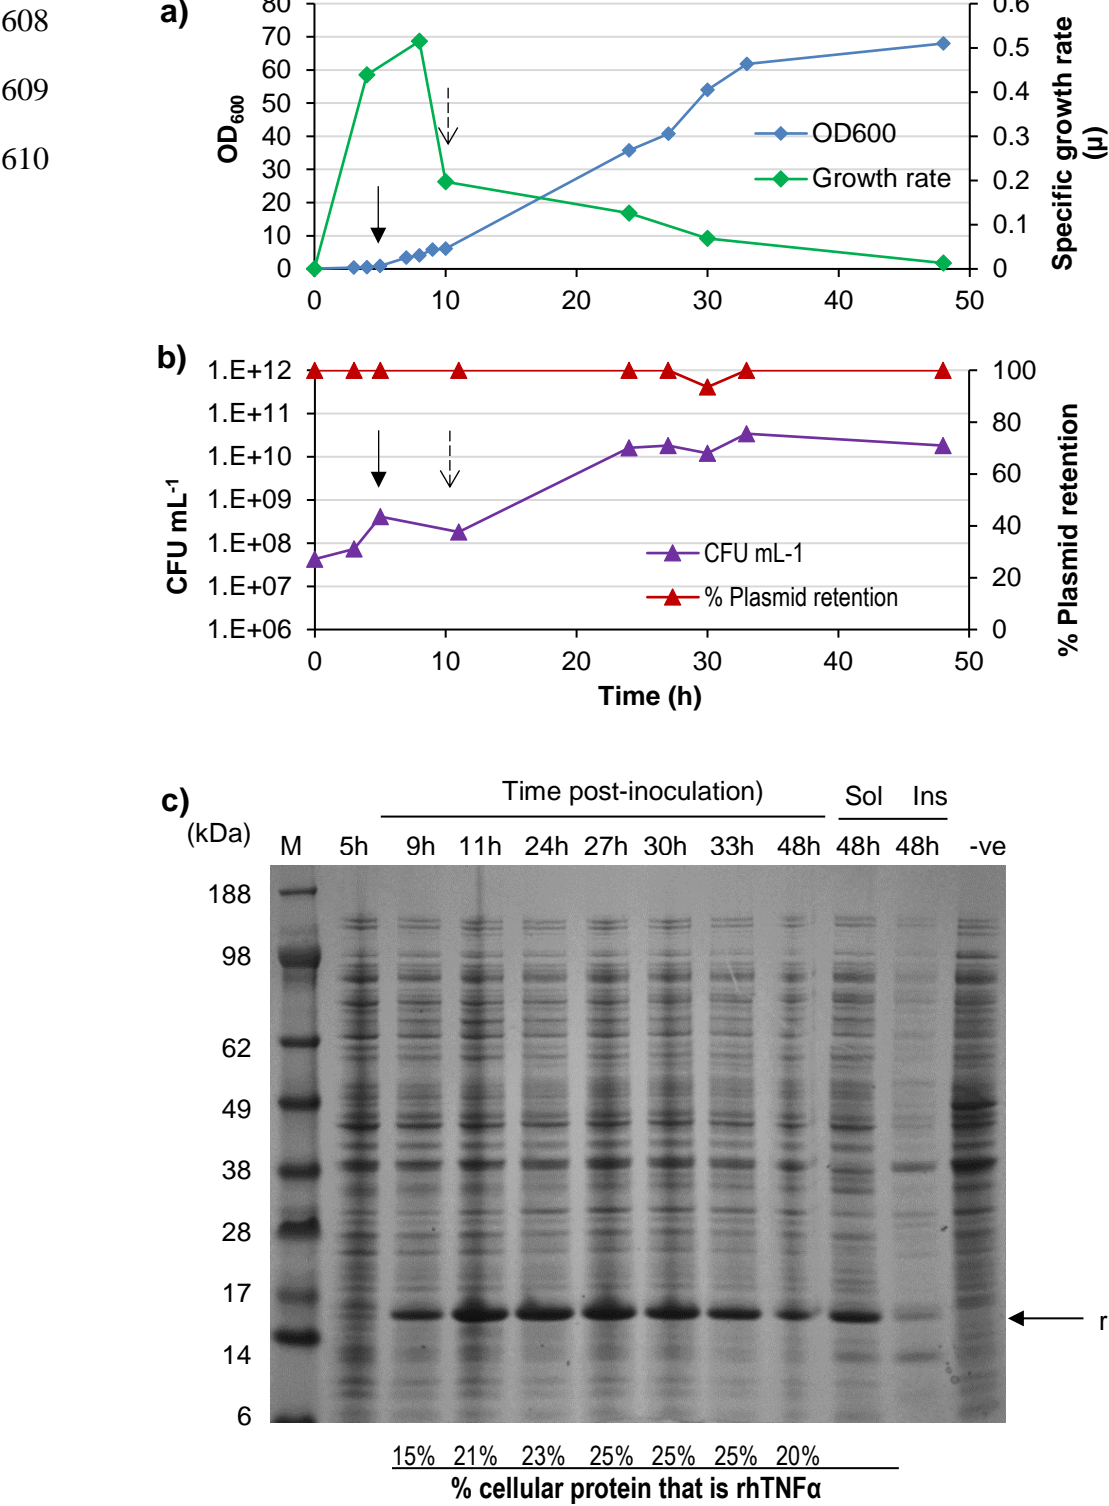 608
609
610
a)
80
70
60
50
40
30
20
10
0
OD600
0.6
0.5
0.4
0.3
0.2
0.1
0
Specific growth rate
(μ)
OD600
Growth rate
0 10 20 30 40 50
b)
1.E+12
1.E+11
1.E+10
1.E+09
1.E+08
1.E+07
1.E+06
CFU mL-1
100
80
60
40
20
0
% Plasmid retention
CFU mL-1
% Plasmid retention
0 10 20 30 40 50
Time (h)
c)
Time post-inoculation)
Sol Ins
(kDa) M 5h 9h 11h 24h 27h 30h 33h 48h 48h 48h -ve
188
98
62
49
38
28
17
14
6
r
15% 21% 23% 25% 25% 25% 20%
% cellular protein that is rhTNFα